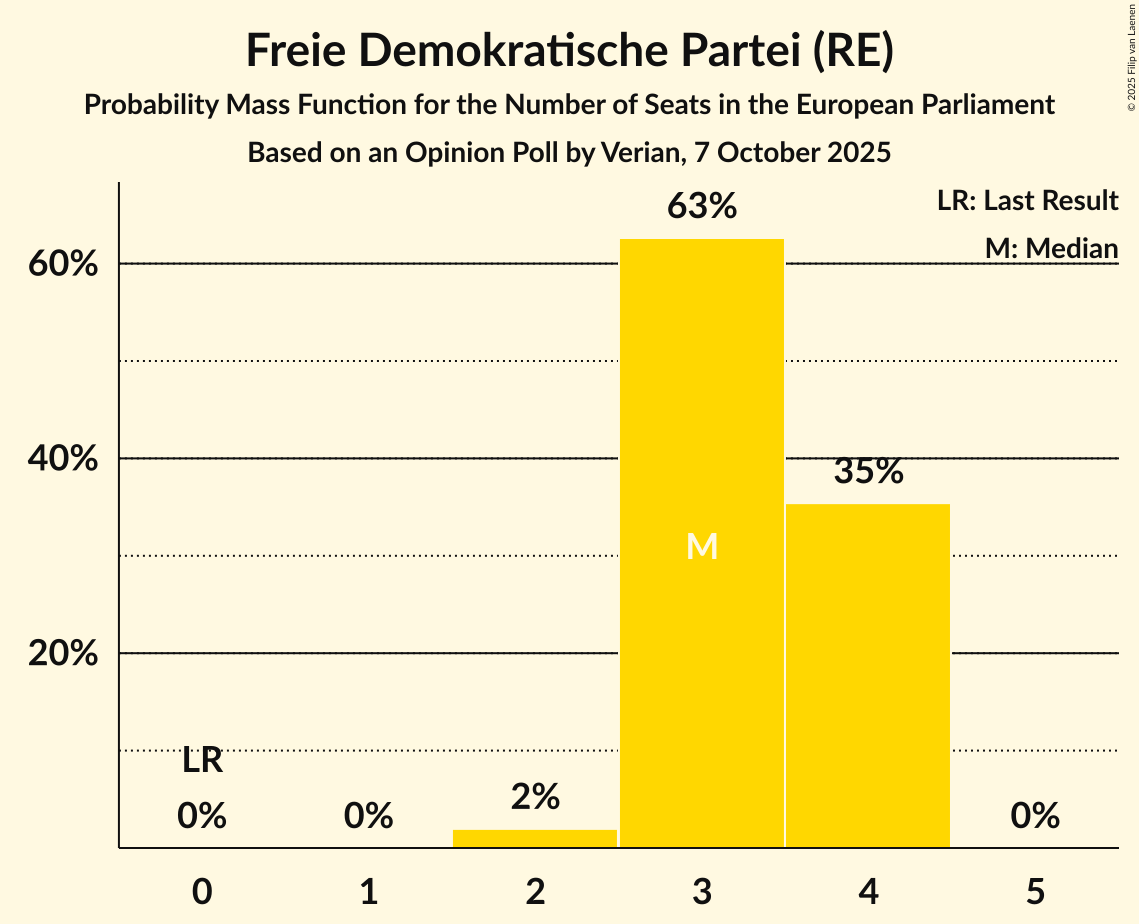 Freie Demokratische Partei (RE)
Probability Mass Function for the Number of Seats in the European Parliament
Based on an Opinion Poll by Verian, 7 October 2025
© 2025 Filip van Laenen
LR: Last Result
M: Median
63%
60%
40%
35%
M
20%
LR
0%
0%
2%
0%
0
1
2
3
4
5